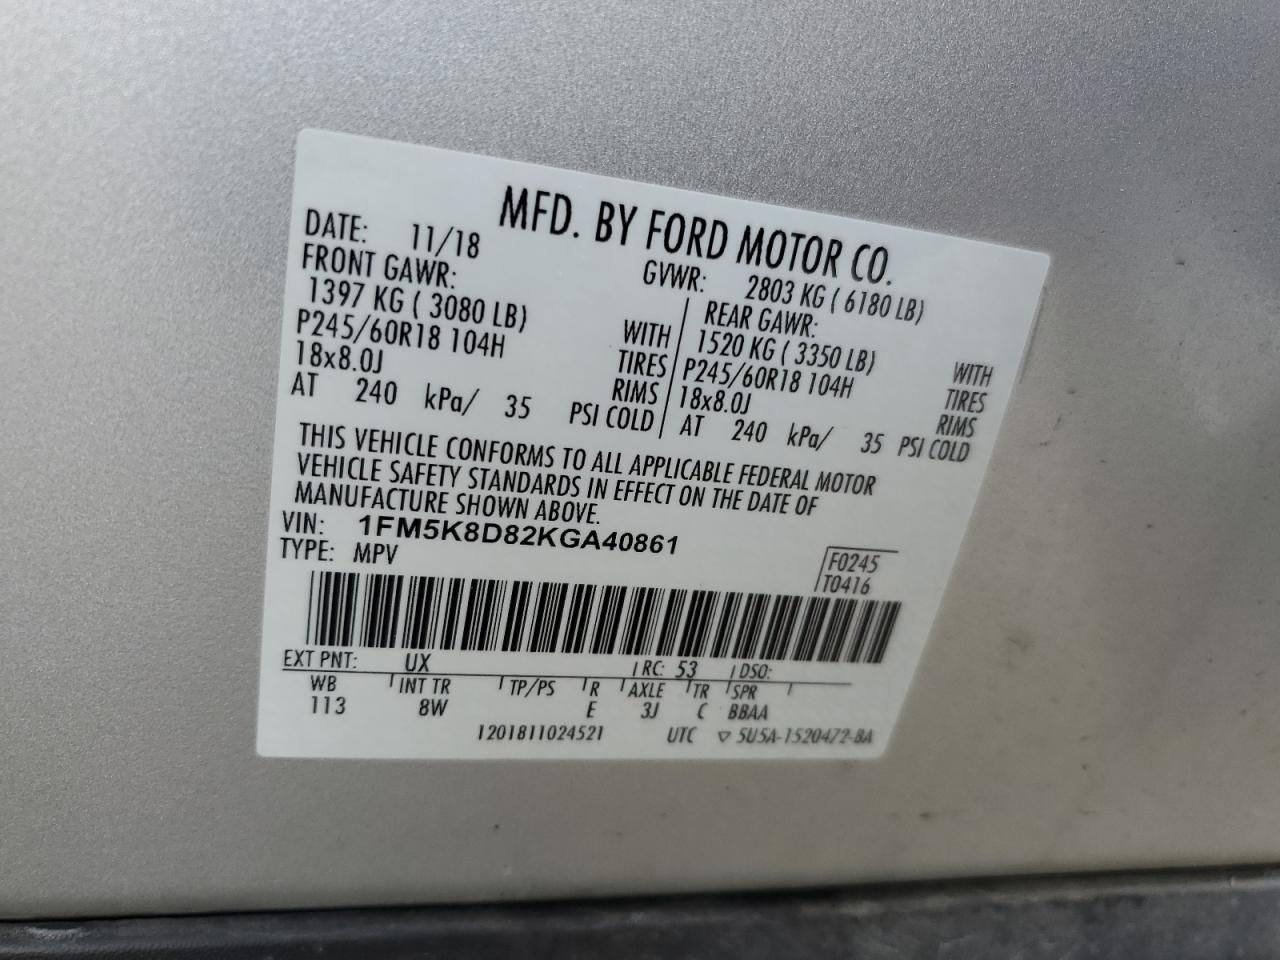 MFD. BY FORD MOTOR CO.
DATE: 11/18 GVWR: 2803 KG ( 6180 LB)
FRONT GAWR: REAR GAWR:
1397 KG ( 3080 LB) WITH 1520 KG ( 3350 LB) WITH
P245/60R18 104H TIRES P245/60R18 104H TIRES
18x8.0J RIMS 18x8.0J RIMS
AT 240 kPa/ 35 PSI COLD AT 240 kPa/ 35 PSI COLD
THIS VEHICLE CONFORMS TO ALL APPLICABLE FEDERAL MOTOR
VEHICLE SAFETY STANDARDS IN EFFECT ON THE DATE OF
MANUFACTURE SHOWN ABOVE.
VIN: 1FM5K8D82KGA40861
TYPE: MPV F0245
T0416
EXT PNT: UX RC: 53 DSO:
WB INT TR TP/PS R AXLE TR SPR
113 8W E 3J C BBAA
1201811024521 UTC ▽ 5U5A-1520472-BA